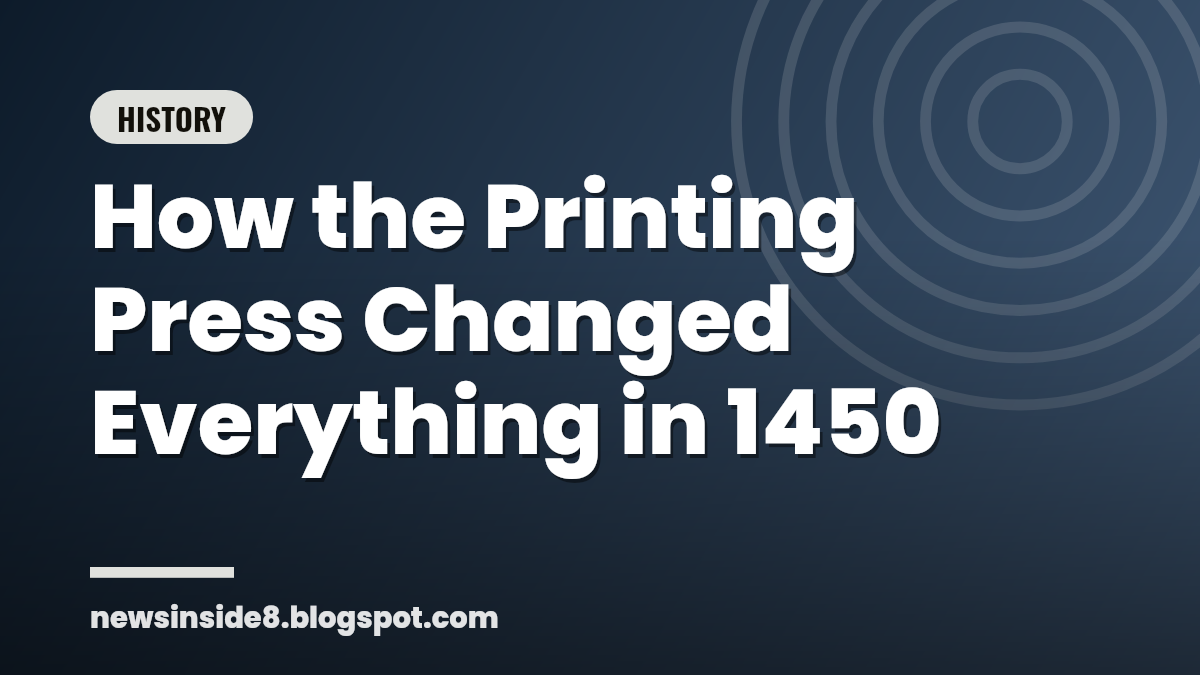 HISTORY
How the Printing
Press Changed
Everything in 1450
newsinside8.blogspot.com